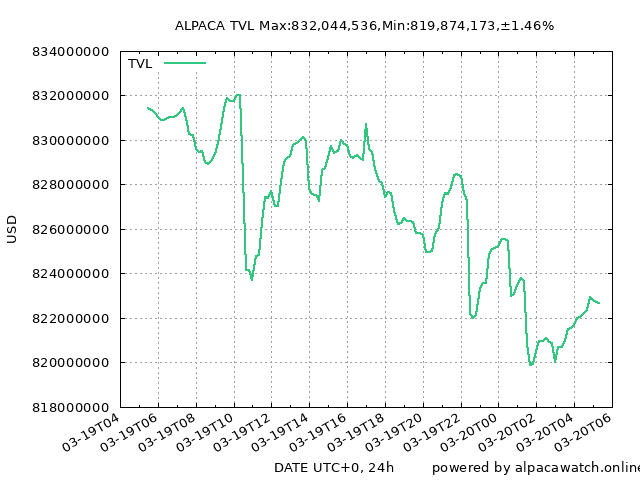 ALPACA TVL Max:832,044,536,Min:819,874,173,±1.46%
TVL
834000000
832000000
830000000
828000000
826000000
824000000
822000000
820000000
818000000
USD
03-19T04
03-19T06
03-19T08
03-19T10
03-19T12
03-19T14
03-19T16
03-19T18
03-19T20
03-19T22
03-20T00
03-20T02
03-20T04
03-20T06
DATE UTC+0, 24h
powered by alpacawatch.online